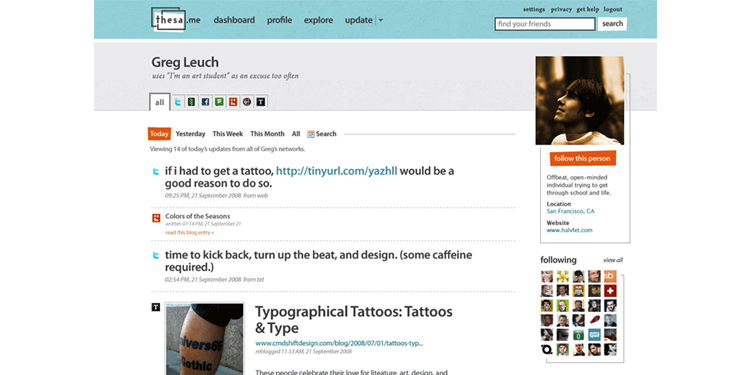 settings privacy get help logout
thesa.me dashboard profile explore update
find your friends search
Greg Leuch
uses "I'm an art student" as an excuse too often
all
Today Yesterday This Week This Month All Search
Viewing 14 of today's updates from all of Greg's networks.
if i had to get a tattoo, http://tinyurl.com/yazhll would be a
good reason to do so.
09:25 PM, 21 September 2008 from web
Colors of the Seasons
written 07:14 PM, 21 September 21
read this blog entry »
time to kick back, turn up the beat, and design. (some caffeine
required.)
02:54 PM, 21 September 2008 from txt
Typographical Tattoos: Tattoos
& Type
www.cmdshiftdesign.com/blog/2008/07/01/tattoos-typ...
reblogged 11:33 AM, 21 September 2008
These people celebrate their love for liteature, art, design, and
follow this person
Offbeat, open-minded
individual trying to get
through school and life.
Location
San Francisco, CA
Website
www.halvfet.com
following view all